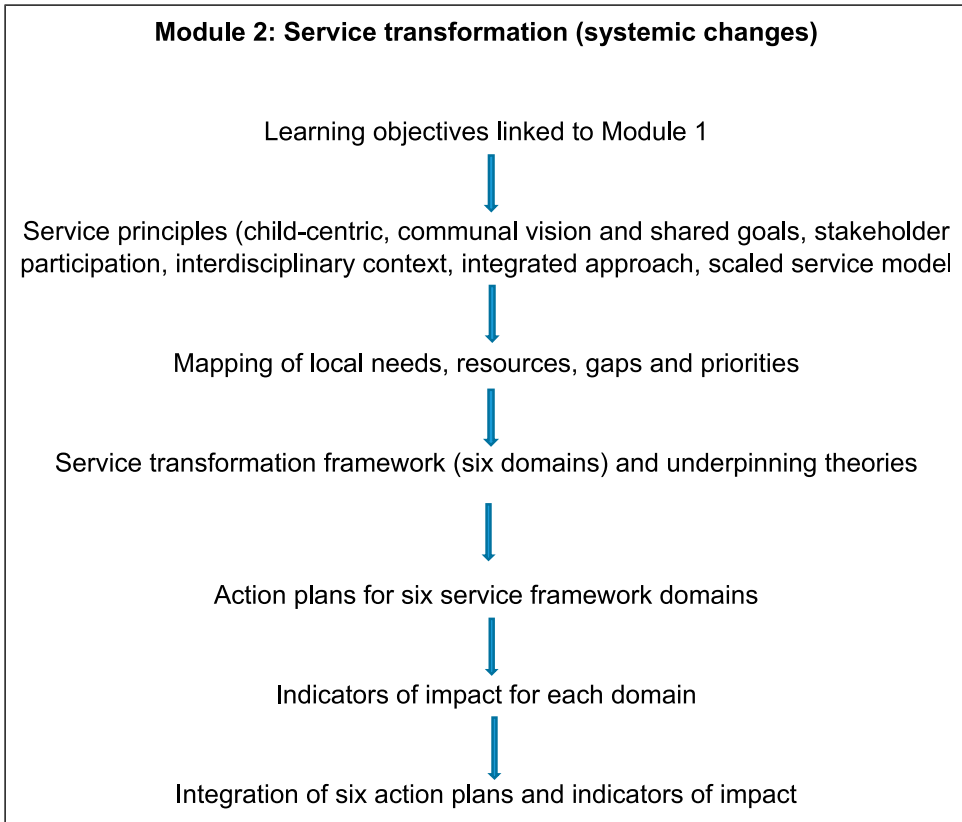 Module 2: Service transformation (systemic changes)
Learning objectives linked to Module 1
Service principles (child-centric, communal vision and shared goals, stakeholder
participation, interdisciplinary context, integrated approach, scaled service model
Mapping of local needs, resources, gaps and priorities
Service transformation framework (six domains) and underpinning theories
Action plans for six service framework domains
Indicators of impact for each domain
Integration of six action plans and indicators of impact